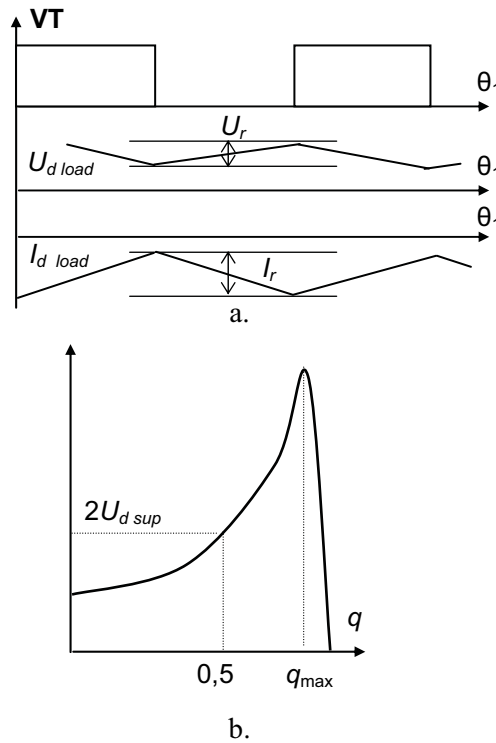 VT
θ
U_r
U_d load
θ
θ
I_d load
I_r
a.
2U_d sup
q
0,5
q_max
b.